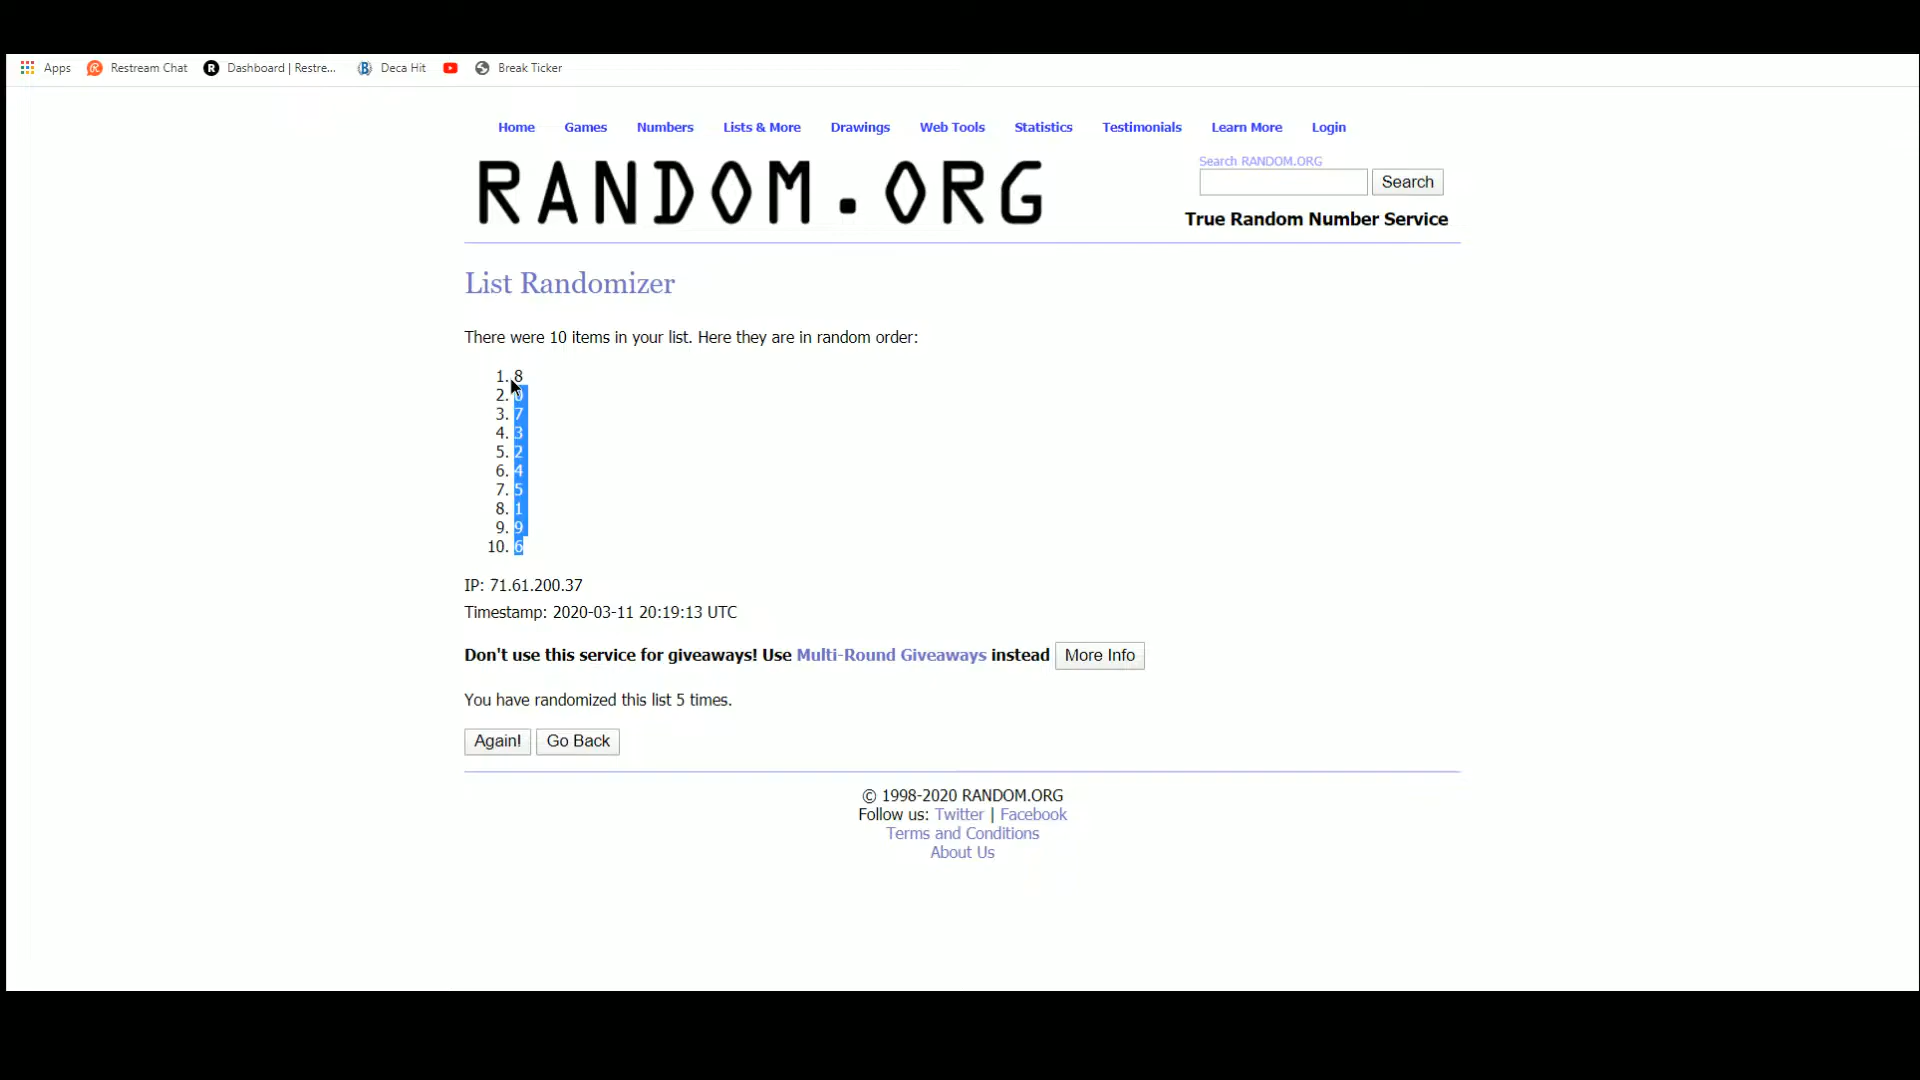 Apps Restream Chat Dashboard | Restre... Deca Hit Break Ticker
Home Games Numbers Lists & More Drawings Web Tools Statistics Testimonials Learn More Login
RANDOM.ORG
Search RANDOM.ORG
Search
True Random Number Service
List Randomizer
There were 10 items in your list. Here they are in random order:
1. 8
2. 0
3. 7
4. 3
5. 2
6. 4
7. 5
8. 1
9. 9
10. 6
IP: 71.61.200.37
Timestamp: 2020-03-11 20:19:13 UTC
Don't use this service for giveaways! Use Multi-Round Giveaways instead More Info
You have randomized this list 5 times.
Again! Go Back
© 1998-2020 RANDOM.ORG
Follow us: Twitter | Facebook
Terms and Conditions
About Us